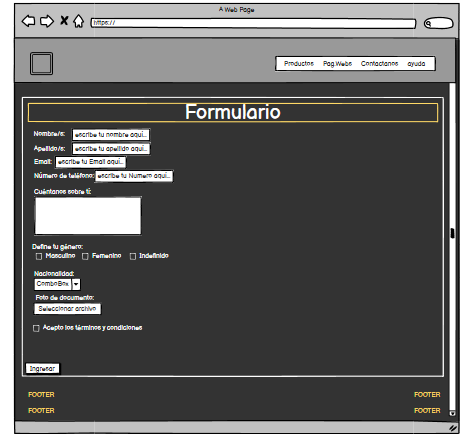 A Web Page
https://
Productos Pag.Webs Contactanos ayuda
Formulario
Nombre/s: escribe tu nombre aqui..
Apellido/s: escribe tu apellido aqui..
Email: escribe tu Email aqui..
Número de teléfono: escribe tu Numero aqui..
Cuéntanos sobre ti:
Define tu género:
Masculino Femenino Indefinido
Nacionalidad:
ComboBox
Foto de documento:
Seleccionar archivo
Acepto los términos y condiciones
Ingresar
FOOTER FOOTER
FOOTER FOOTER